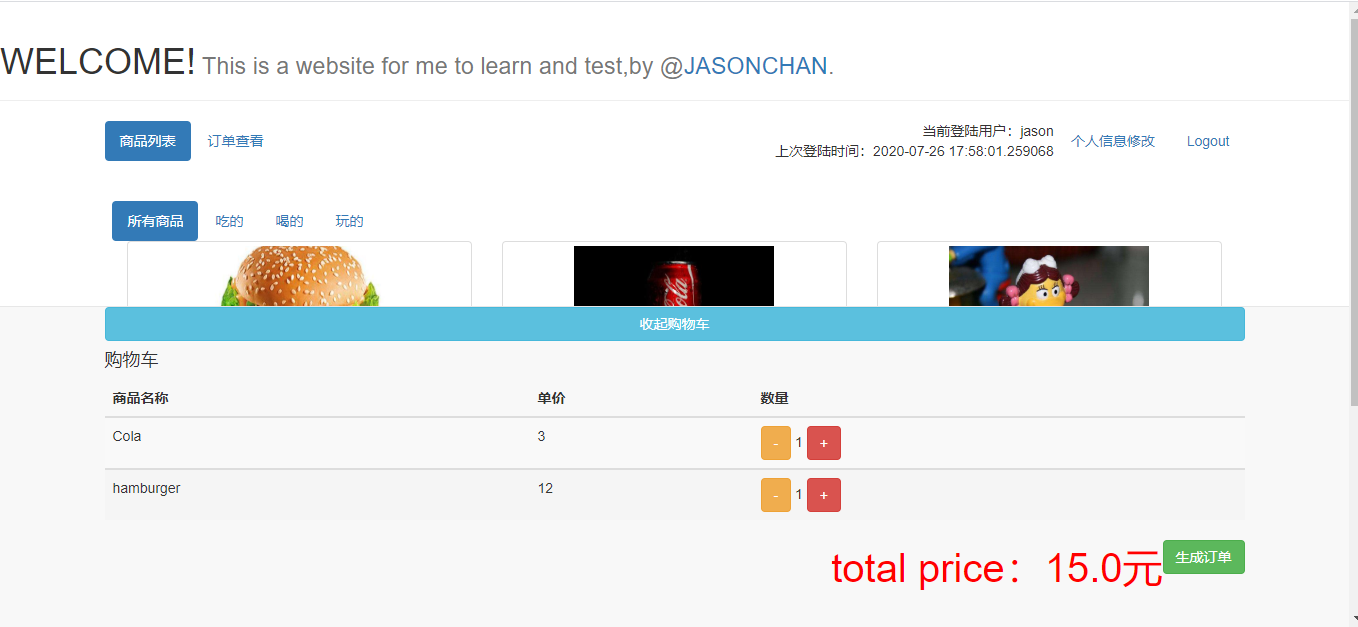 WELCOME! This is a website for me to learn and test,by @JASONCHAN.
商品列表 订单查看 当前登陆用户：jason 个人信息修改 Logout
上次登陆时间：2020-07-26 17:58:01.259068
所有商品 吃的 喝的 玩的
收起购物车
购物车
商品名称 单价 数量
Cola 3 - 1 +
hamburger 12 - 1 +
total price：15.0元 生成订单